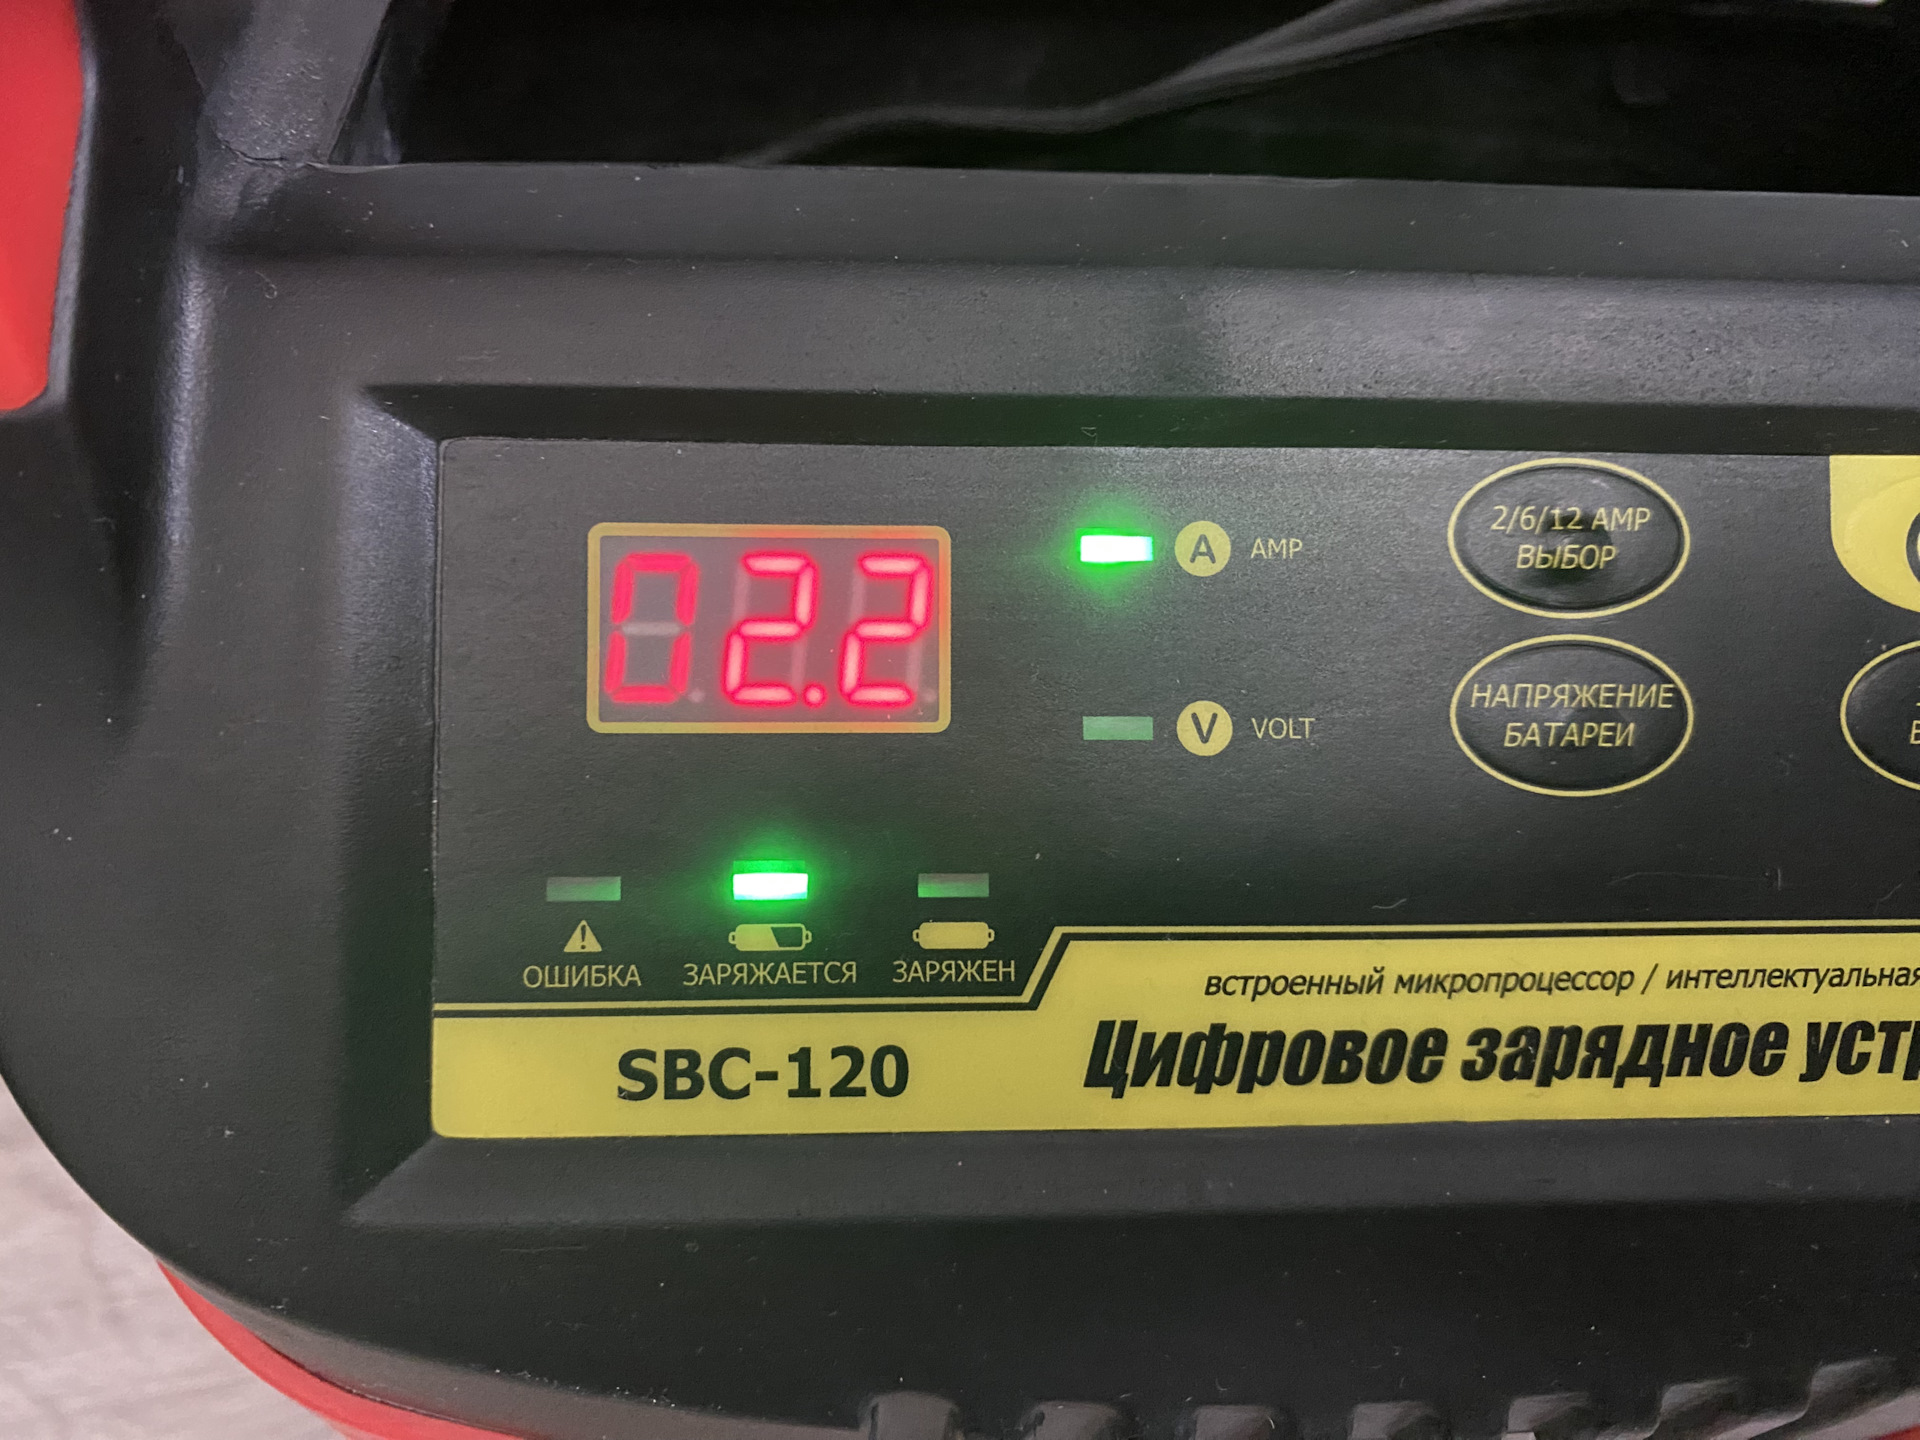 02.2
A AMP
2/6/12 AMP
ВЫБОР
V VOLT
НАПРЯЖЕНИЕ
БАТАРЕИ
ОШИБКА ЗАРЯЖАЕТСЯ ЗАРЯЖЕН
встроенный микропроцессор / интеллектуальная
SBC-120
Цифровое зарядное устр